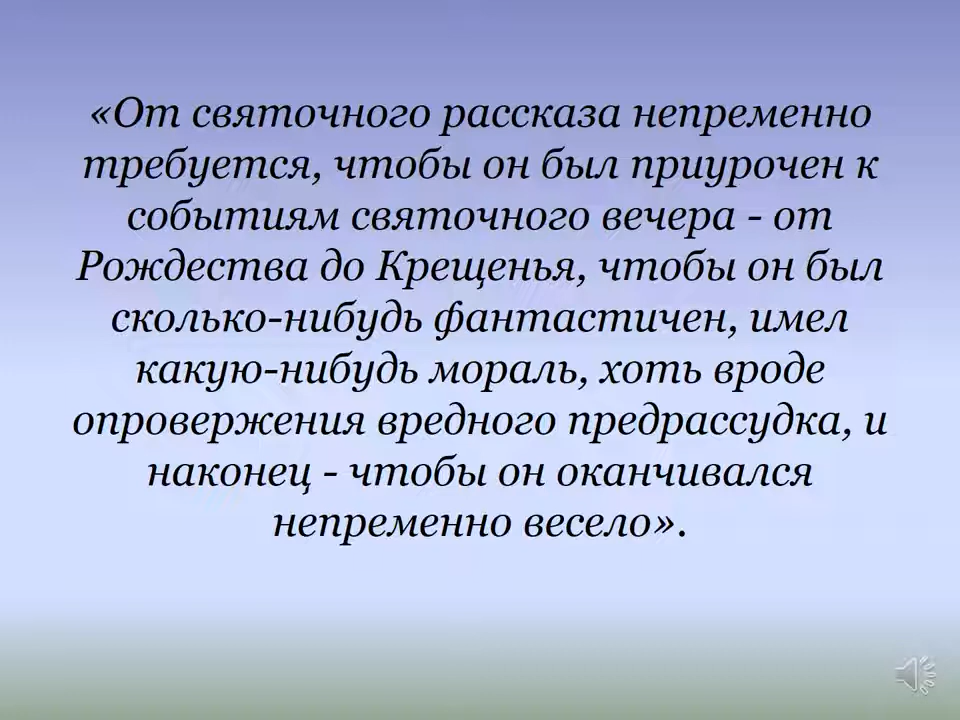 «От святочного рассказа непременно
требуется, чтобы он был приурочен к
событиям святочного вечера - от
Рождества до Крещенья, чтобы он был
сколько-нибудь фантастичен, имел
какую-нибудь мораль, хоть вроде
опровержения вредного предрассудка, и
наконец - чтобы он оканчивался
непременно весело».